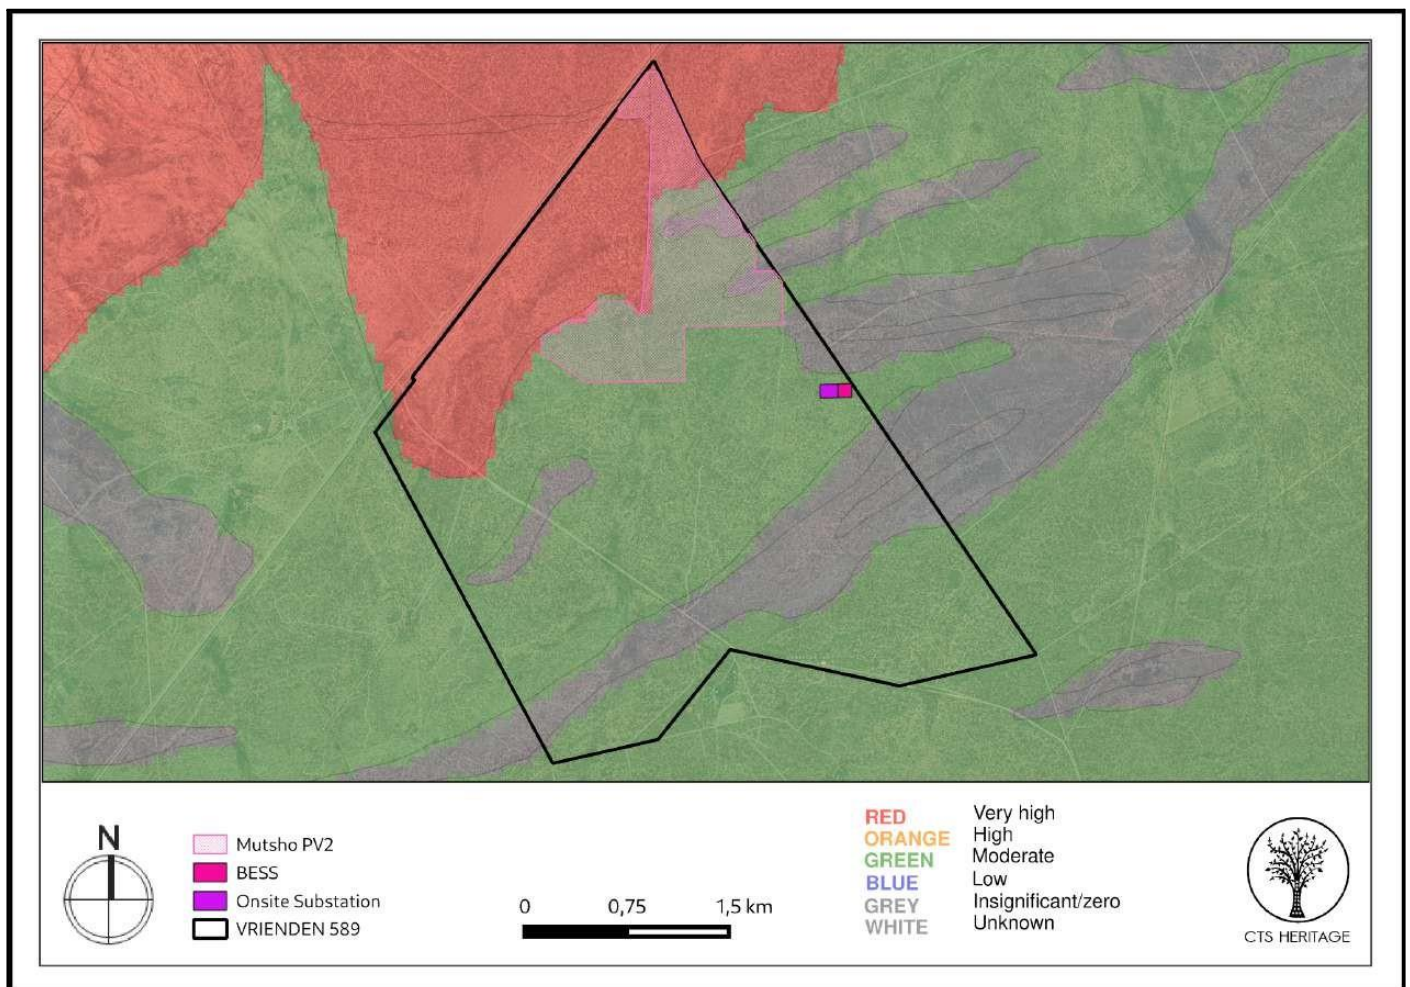 N
Mutsho PV2
BESS
Onsite Substation
VRIENDEN 589
0 0,75 1,5 km
RED Very high
ORANGE High
GREEN Moderate
BLUE Low
GREY Insignificant/zero
WHITE Unknown
CTS HERITAGE